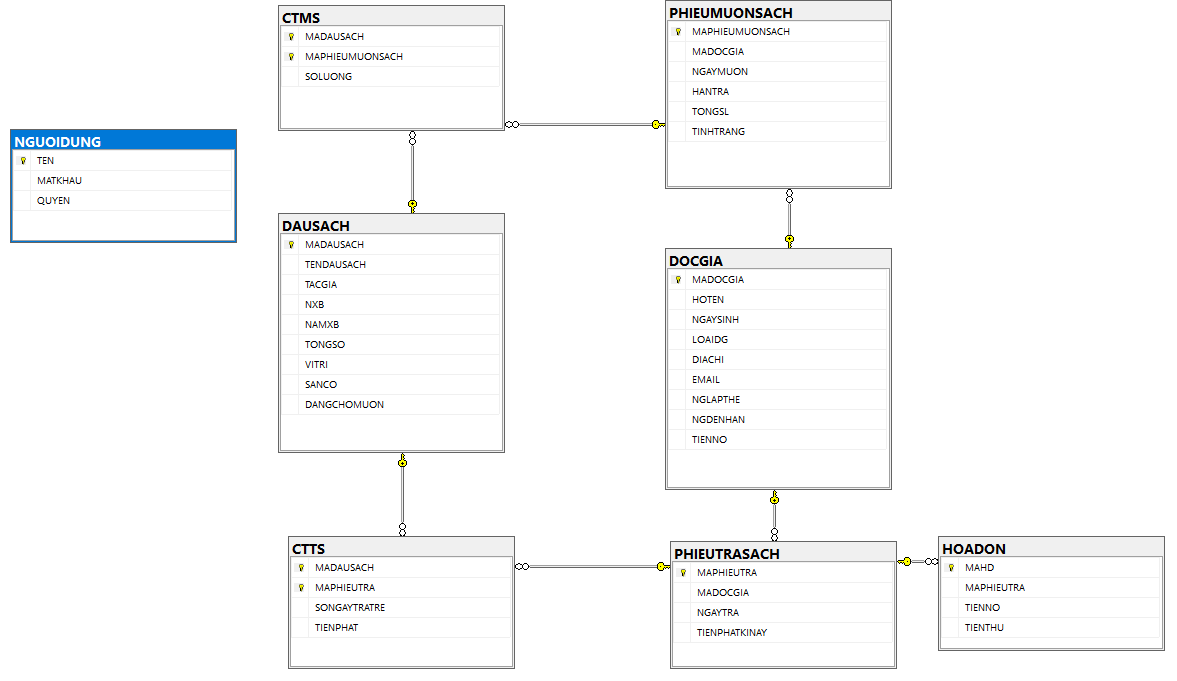 NGUOIDUNG
TEN
MATKHAU
QUYEN
CTMS
MADAUSACH
MAPHIEUMUONSACH
SOLUONG
PHIEUMUONSACH
MAPHIEUMUONSACH
MADOCGIA
NGAYMUON
HANTRA
TONGSL
TINHTRANG
DAUSACH
MADAUSACH
TENDAUSACH
TACGIA
NXB
NAMXB
TONGSO
VITRI
SANCO
DANGCHOMUON
DOCGIA
MADOCGIA
HOTEN
NGAYSINH
LOAIDG
DIACHI
EMAIL
NGLAPTHE
NGDENHAN
TIENNO
CTTS
MADAUSACH
MAPHIEUTRA
SONGAYTRATRE
TIENPHAT
PHIEUTRASACH
MAPHIEUTRA
MADOCGIA
NGAYTRA
TIENPHATKINAY
HOADON
MAHD
MAPHIEUTRA
TIENNO
TIENTHU